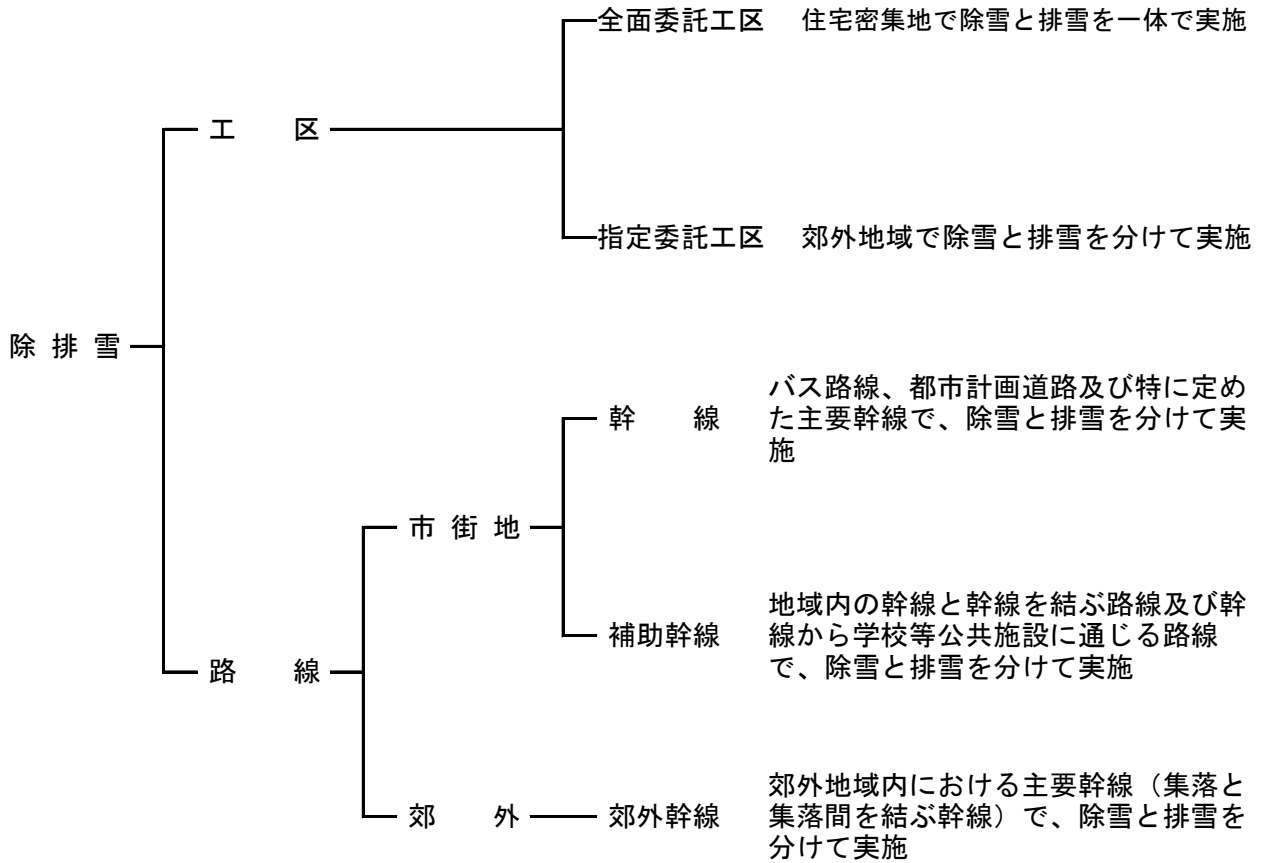 全面委託工区　住宅密集地で除雪と排雪を一体で実施
工　　区
指定委託工区　郊外地域で除雪と排雪を分けて実施
除 排 雪
幹　　線
バス路線、都市計画道路及び特に定め
た主要幹線で、除雪と排雪を分けて実
施
市 街 地
補助幹線
地域内の幹線と幹線を結ぶ路線及び幹
線から学校等公共施設に通じる路線
で、除雪と排雪を分けて実施
路　　線
郊　　外
郊外幹線
郊外地域内における主要幹線（集落と
集落間を結ぶ幹線）で、除雪と排雪を
分けて実施